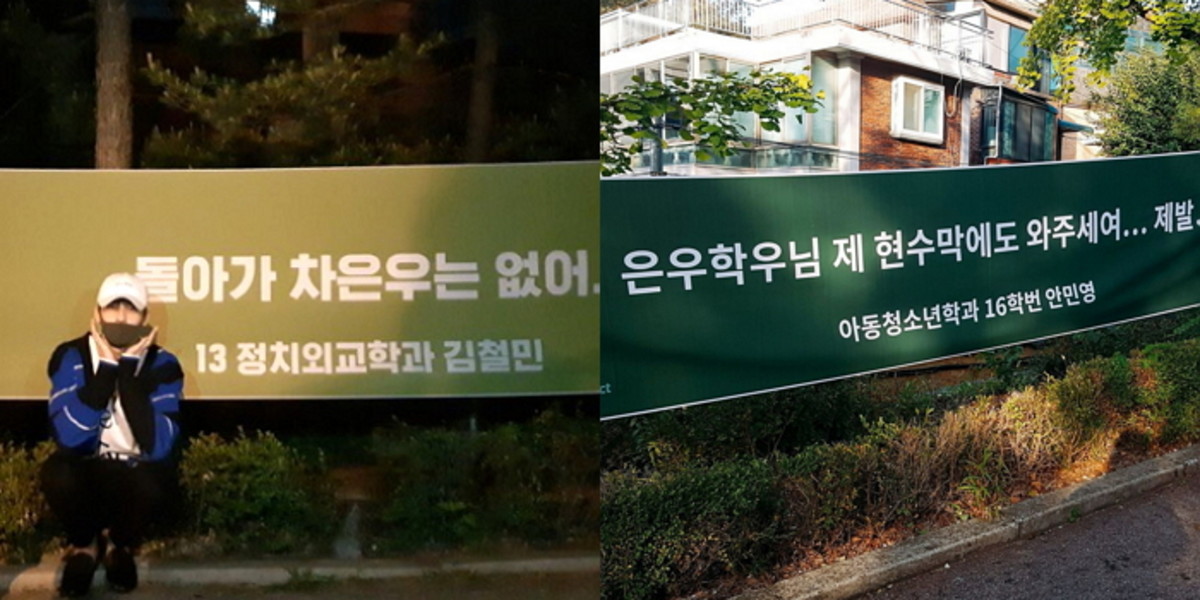 돌아가 차은우는 없어..
13 정치외교학과 김철민
은우학우님 제 현수막에도 와주세여... 제발..
아동청소년학과 16학번 안민영
ct